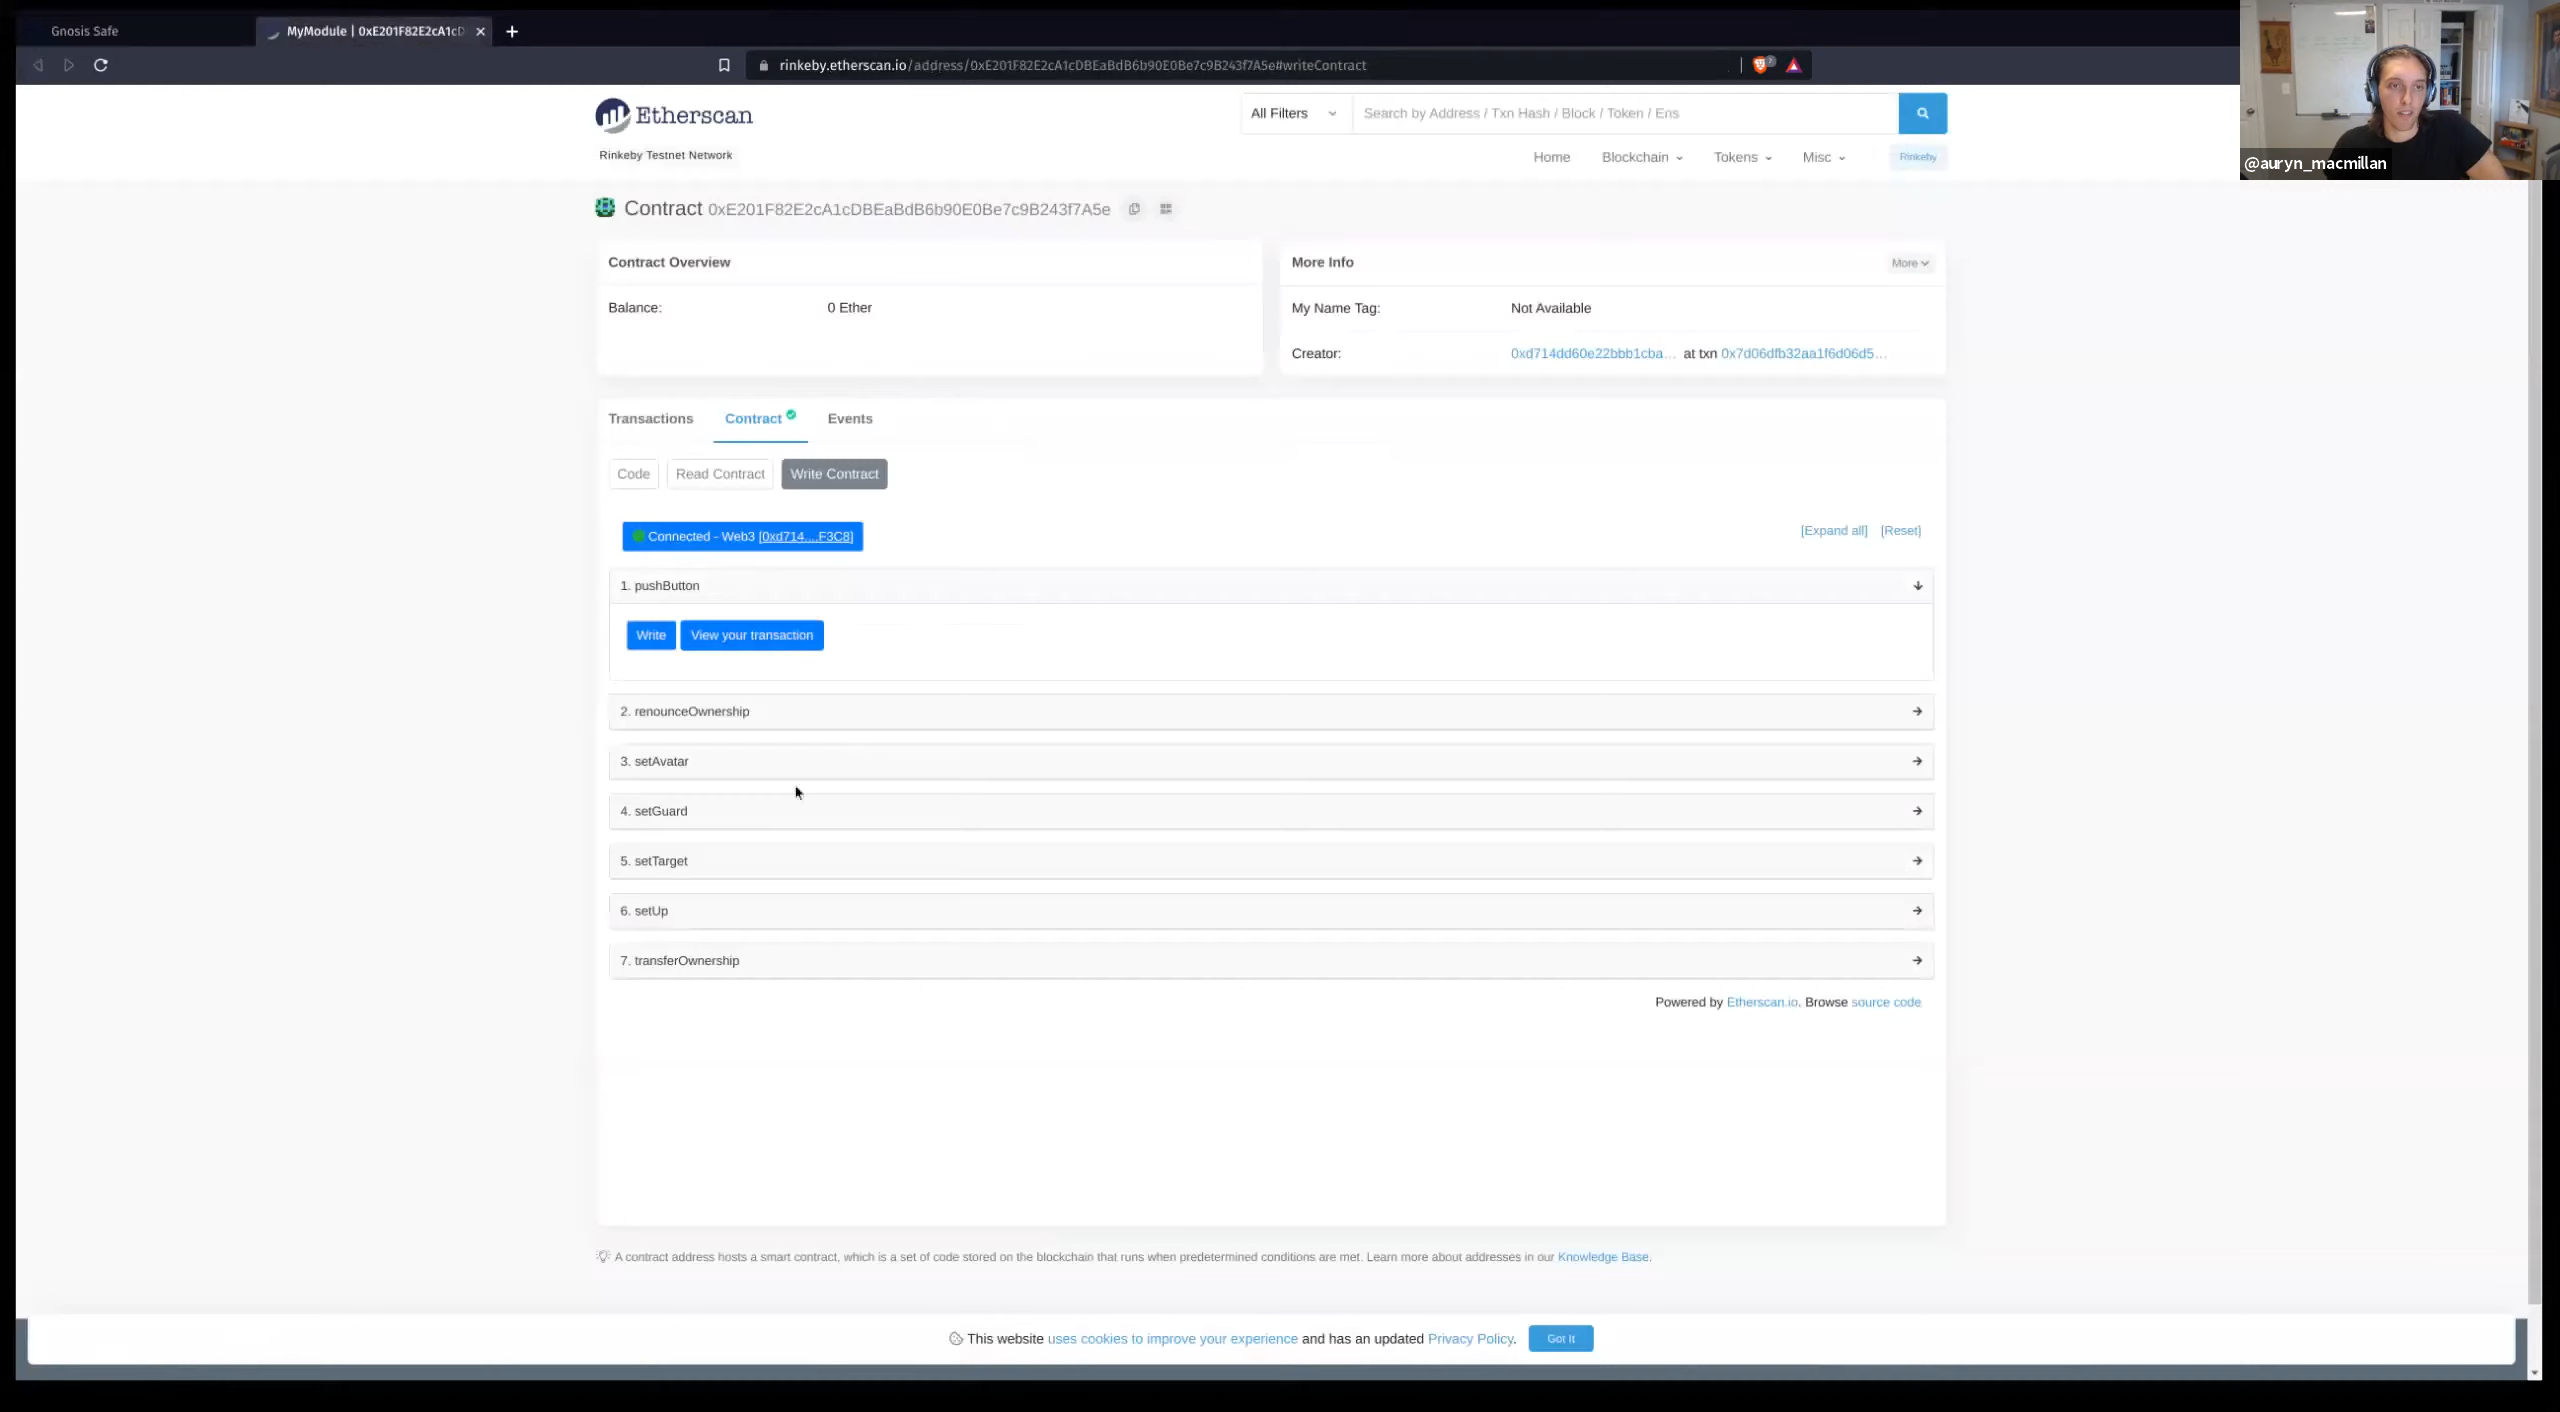 Gnosis Safe
MyModule | 0xE201F82E2cA1cD
rinkeby.etherscan.io/address/0xE201F82E2cA1cDBEaBdB6b90E0Be7c9B243f7A5e#writeContract
@auryn_macmillan
Etherscan
All Filters
Search by Address / Txn Hash / Block / Token / Ens
Rinkeby Testnet Network
Home Blockchain Tokens Misc Rinkeby
Contract 0xE201F82E2cA1cDBEaBdB6b90E0Be7c9B243f7A5e
Contract Overview
Balance: 0 Ether
More Info
More
My Name Tag: Not Available
Creator: 0xd714dd60e22bbb1cba... at txn 0x7d06dfb32aa1f6d06d5...
Transactions Contract Events
Code Read Contract Write Contract
Connected - Web3 [0xd714....F3C8]
[Expand all] [Reset]
1. pushButton
Write View your transaction
2. renounceOwnership
3. setAvatar
4. setGuard
5. setTarget
6. setUp
7. transferOwnership
Powered by Etherscan.io. Browse source code
A contract address hosts a smart contract, which is a set of code stored on the blockchain that runs when predetermined conditions are met. Learn more about addresses in our Knowledge Base.
This website uses cookies to improve your experience and has an updated Privacy Policy. Got It